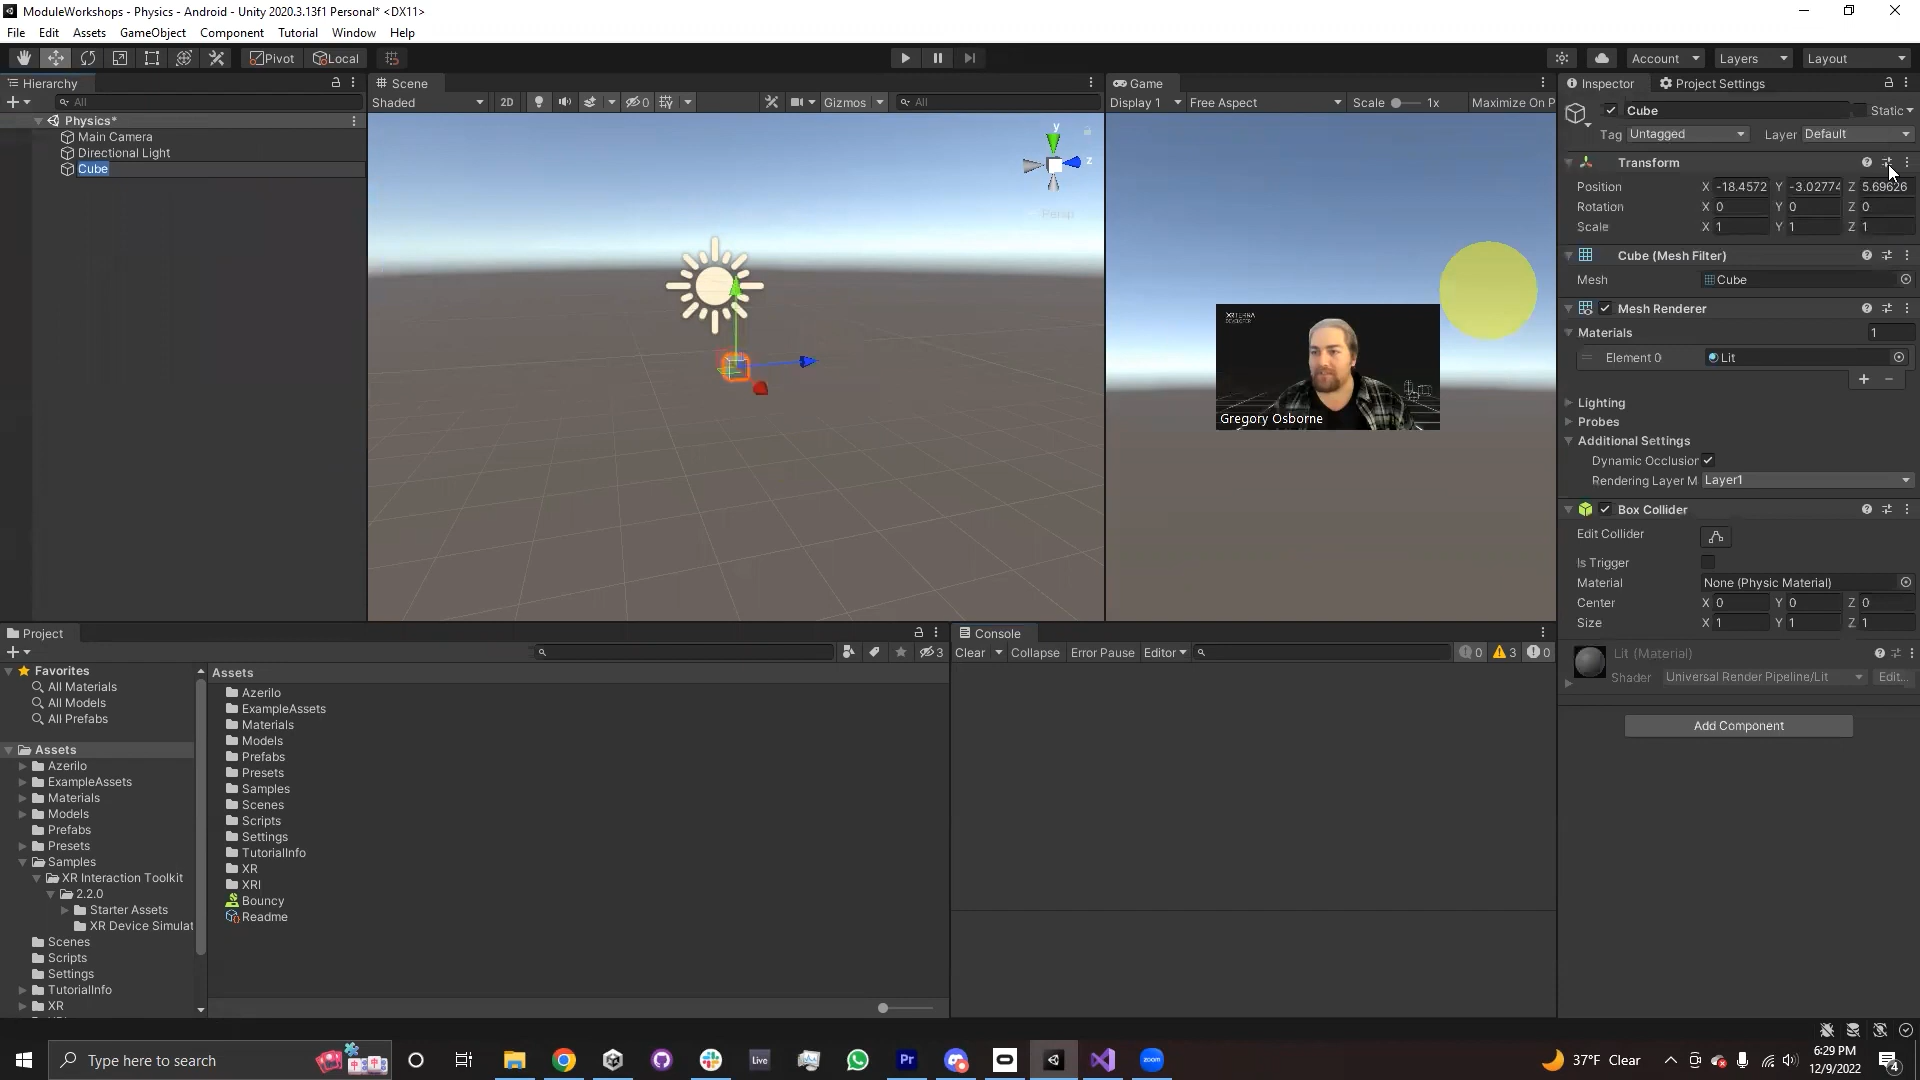 ModuleWorkshops - Physics - Android - Unity 2020.3.13f1 Personal* <DX11>
File Edit Assets GameObject Component Tutorial Window Help
Pivot Local Account Layers Layout
Hierarchy
All
Physics*
Main Camera
Directional Light
Cube
Scene
Shaded 2D 0 Gizmos All
y
z
Persp
Game
Display 1 Free Aspect Scale 1x Maximize On P
XRTERRA
DEVELOPER
Gregory Osborne
Inspector Project Settings
Cube Static
Tag Untagged Layer Default
Transform
Position X -18.4572 Y -3.02774 Z 5.69626
Rotation X 0 Y 0 Z 0
Scale X 1 Y 1 Z 1
Cube (Mesh Filter)
Mesh Cube
Mesh Renderer
Materials 1
Element 0 Lit
Lighting
Probes
Additional Settings
Dynamic Occlusion
Rendering Layer M Layer1
Box Collider
Edit Collider
Is Trigger
Material None (Physic Material)
Center X 0 Y 0 Z 0
Size X 1 Y 1 Z 1
Lit (Material)
Shader Universal Render Pipeline/Lit Edit...
Add Component
Project
3
Favorites
All Materials
All Models
All Prefabs
Assets
Azerilo
ExampleAssets
Materials
Models
Prefabs
Presets
Samples
XR Interaction Toolkit
2.2.0
Starter Assets
XR Device Simulat
Scenes
Scripts
Settings
TutorialInfo
XR
Assets
Azerilo
ExampleAssets
Materials
Models
Prefabs
Presets
Samples
Scenes
Scripts
Settings
TutorialInfo
XR
XRI
Bouncy
Readme
Console
Clear Collapse Error Pause Editor 0 3 0
Type here to search
Live
Pr
zoom
37°F Clear
6:29 PM
12/9/2022
4